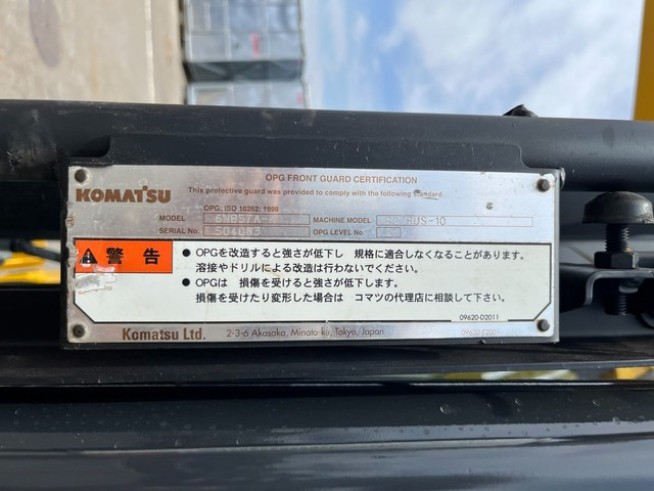 OPG FRONT GUARD CERTIFICATION
KOMATSU
This protective guard was provided to comply with the following standard.
OPG; ISO 10262: 1998
MODEL MACHINE MODEL
SERIAL No. OPG LEVEL No.
警告
● OPGを改造すると強さが低下し 規格に適合しなくなることがあります。
溶接やドリルによる改造は行わないでください。
● OPGは 損傷を受けると強さが低下します。
損傷を受けたり変形した場合は コマツの代理店に相談して下さい。
09620-D2011
Komatsu Ltd. 2-3-6 Akasaka, Minato-ku, Tokyo, Japan